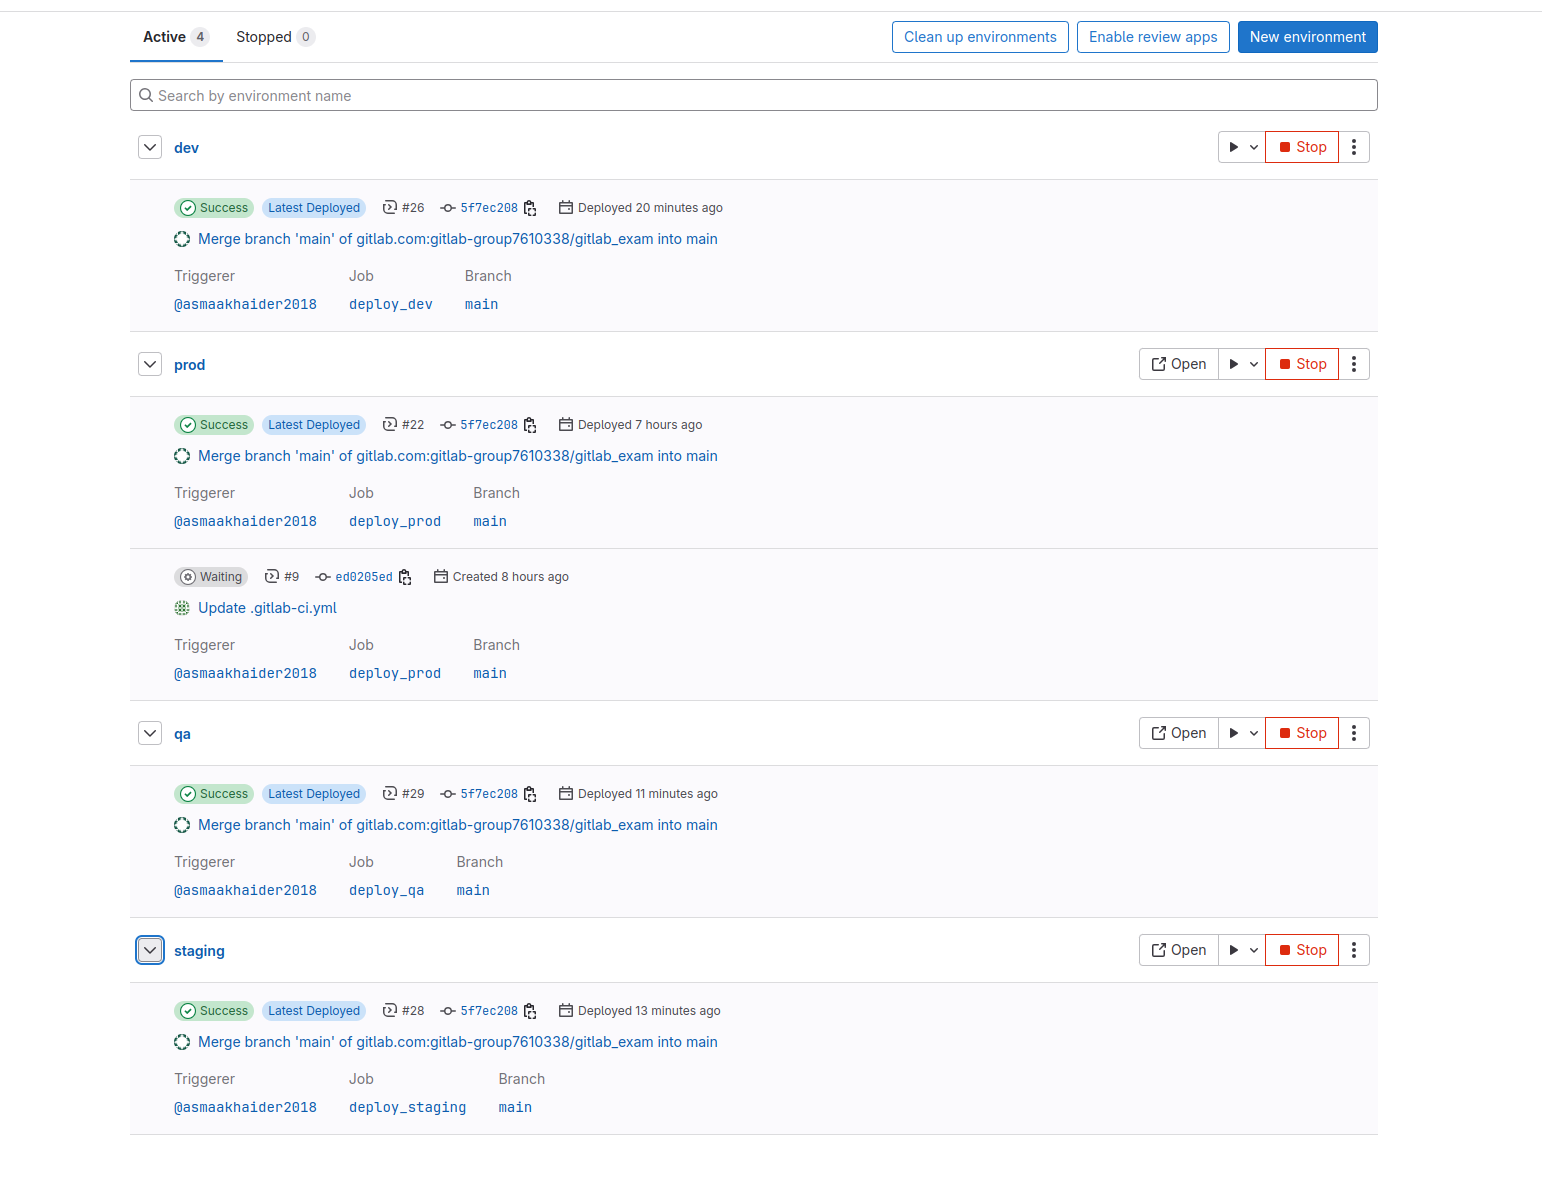 Active 4 Stopped 0 Clean up environments Enable review apps New environment
Search by environment name
dev Stop
Success Latest Deployed #26 5f7ec208 Deployed 20 minutes ago
Merge branch 'main' of gitlab.com:gitlab-group7610338/gitlab_exam into main
Triggerer Job Branch
@asmaakhaider2018 deploy_dev main
prod Open Stop
Success Latest Deployed #22 5f7ec208 Deployed 7 hours ago
Merge branch 'main' of gitlab.com:gitlab-group7610338/gitlab_exam into main
Triggerer Job Branch
@asmaakhaider2018 deploy_prod main
Waiting #9 ed0205ed Created 8 hours ago
Update .gitlab-ci.yml
Triggerer Job Branch
@asmaakhaider2018 deploy_prod main
qa Open Stop
Success Latest Deployed #29 5f7ec208 Deployed 11 minutes ago
Merge branch 'main' of gitlab.com:gitlab-group7610338/gitlab_exam into main
Triggerer Job Branch
@asmaakhaider2018 deploy_qa main
staging Open Stop
Success Latest Deployed #28 5f7ec208 Deployed 13 minutes ago
Merge branch 'main' of gitlab.com:gitlab-group7610338/gitlab_exam into main
Triggerer Job Branch
@asmaakhaider2018 deploy_staging main